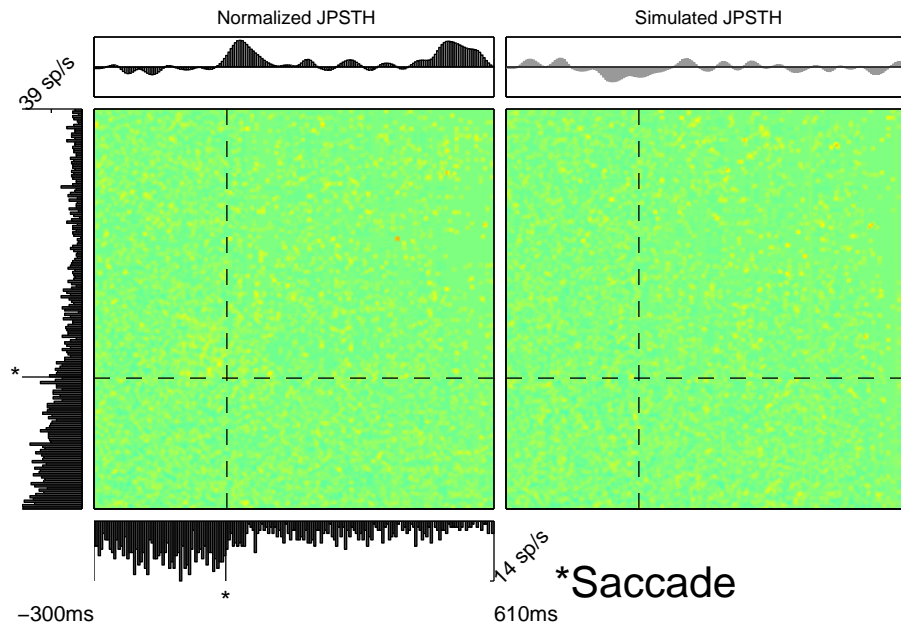 Normalized JPSTH
Simulated JPSTH
39 sp/s
*
14 sp/s
*Saccade
*
−300ms
610ms